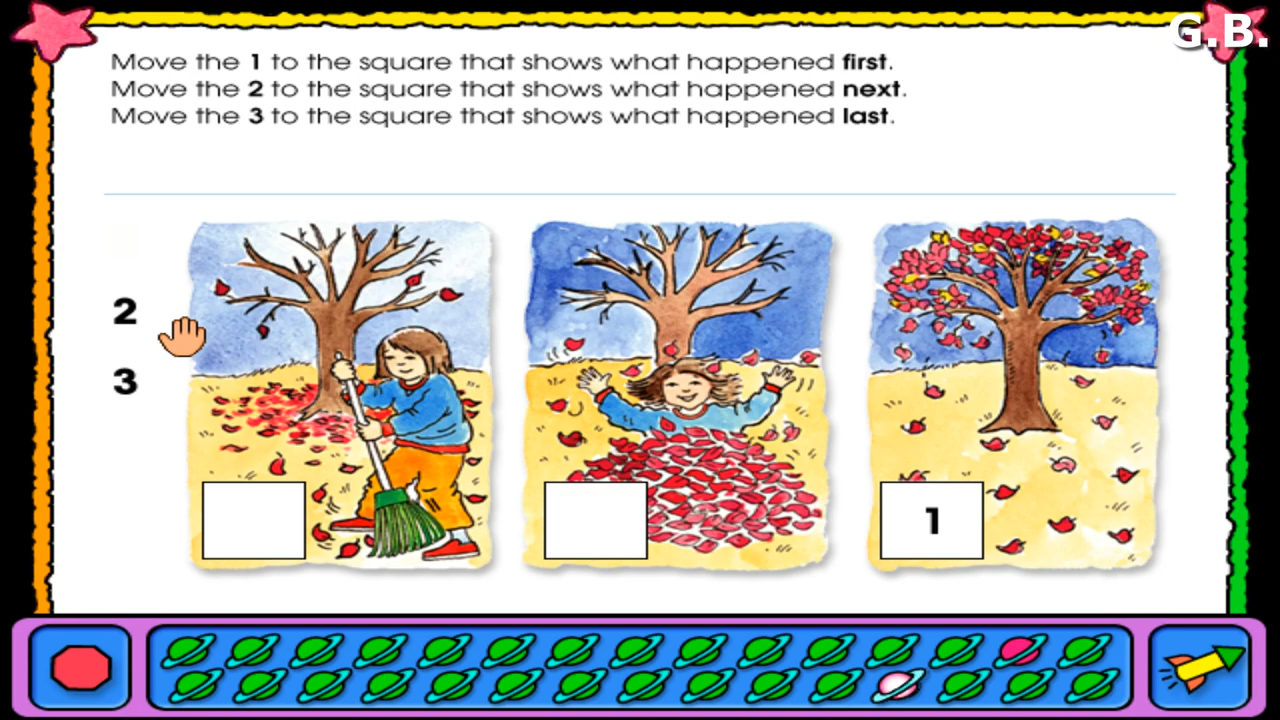 G.B.
Move the 1 to the square that shows what happened first.
Move the 2 to the square that shows what happened next.
Move the 3 to the square that shows what happened last.
2
3
1